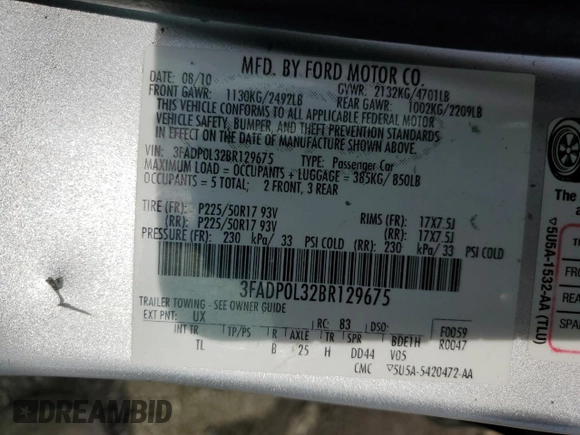 MFD. BY FORD MOTOR CO.
DATE: 08/10 GVWR: 2132KG/4701LB
FRONT GAWR: 1130KG/2492LB REAR GAWR: 1002KG/2209LB
THIS VEHICLE CONFORMS TO ALL APPLICABLE FEDERAL MOTOR
VEHICLE SAFETY, BUMPER, AND THEFT PREVENTION STANDARDS
IN EFFECT ON THE DATE OF MANUFACTURE SHOWN ABOVE.
VIN: 3FADP0L32BR129675 TYPE: Passenger Car
MAXIMUM LOAD = OCCUPANTS + LUGGAGE = 385KG/ 850LB
OCCUPANTS = 5 TOTAL; 2 FRONT, 3 REAR
TIRE (FR): P225/50R17 93V RIMS (FR): 17X7.5J
(RR): P225/50R17 93V (RR): 17X7.5J
PRESSURE (FR): 230 kPa/ 33 PSI COLD (RR): 230 kPa/ 33 PSI COLD
3FADP0L32BR129675
TRAILER TOWING - SEE OWNER GUIDE
EXT PNT: UX RC: 83 DSO: F0059
INT TR TP/PS R AXLE TR SPR BDETH R0047
TL B 25 H DD44 V05
CMC 5U5A-5420472-AA
5U5A-1532-AA (TLU)
The
FRO
REA
SPA
DREAMBID